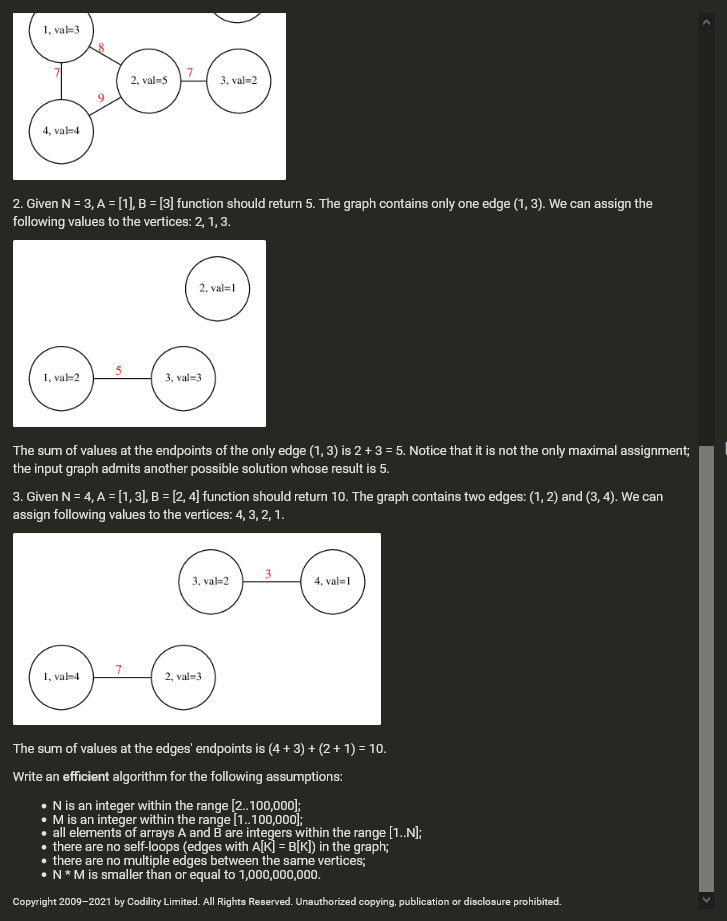 1, val=3
8
7
2, val=5
7
3, val=2
9
4, val=4
2. Given N = 3, A = [1], B = [3] function should return 5. The graph contains only one edge (1, 3). We can assign the
following values to the vertices: 2, 1, 3.
2, val=1
1, val=2
5
3, val=3
The sum of values at the endpoints of the only edge (1, 3) is 2 + 3 = 5. Notice that it is not the only maximal assignment;
the input graph admits another possible solution whose result is 5.
3. Given N = 4, A = [1, 3], B = [2, 4] function should return 10. The graph contains two edges: (1, 2) and (3, 4). We can
assign following values to the vertices: 4, 3, 2, 1.
3, val=2
3
4, val=1
1, val=4
7
2, val=3
The sum of values at the edges' endpoints is (4 + 3) + (2 + 1) = 10.
Write an efficient algorithm for the following assumptions:
• N is an integer within the range [2..100,000];
• M is an integer within the range [1..100,000];
• all elements of arrays A and B are integers within the range [1..N];
• there are no self-loops (edges with A[K] = B[K]) in the graph;
• there are no multiple edges between the same vertices;
• N * M is smaller than or equal to 1,000,000,000.
Copyright 2009–2021 by Codility Limited. All Rights Reserved. Unauthorized copying, publication or disclosure prohibited.